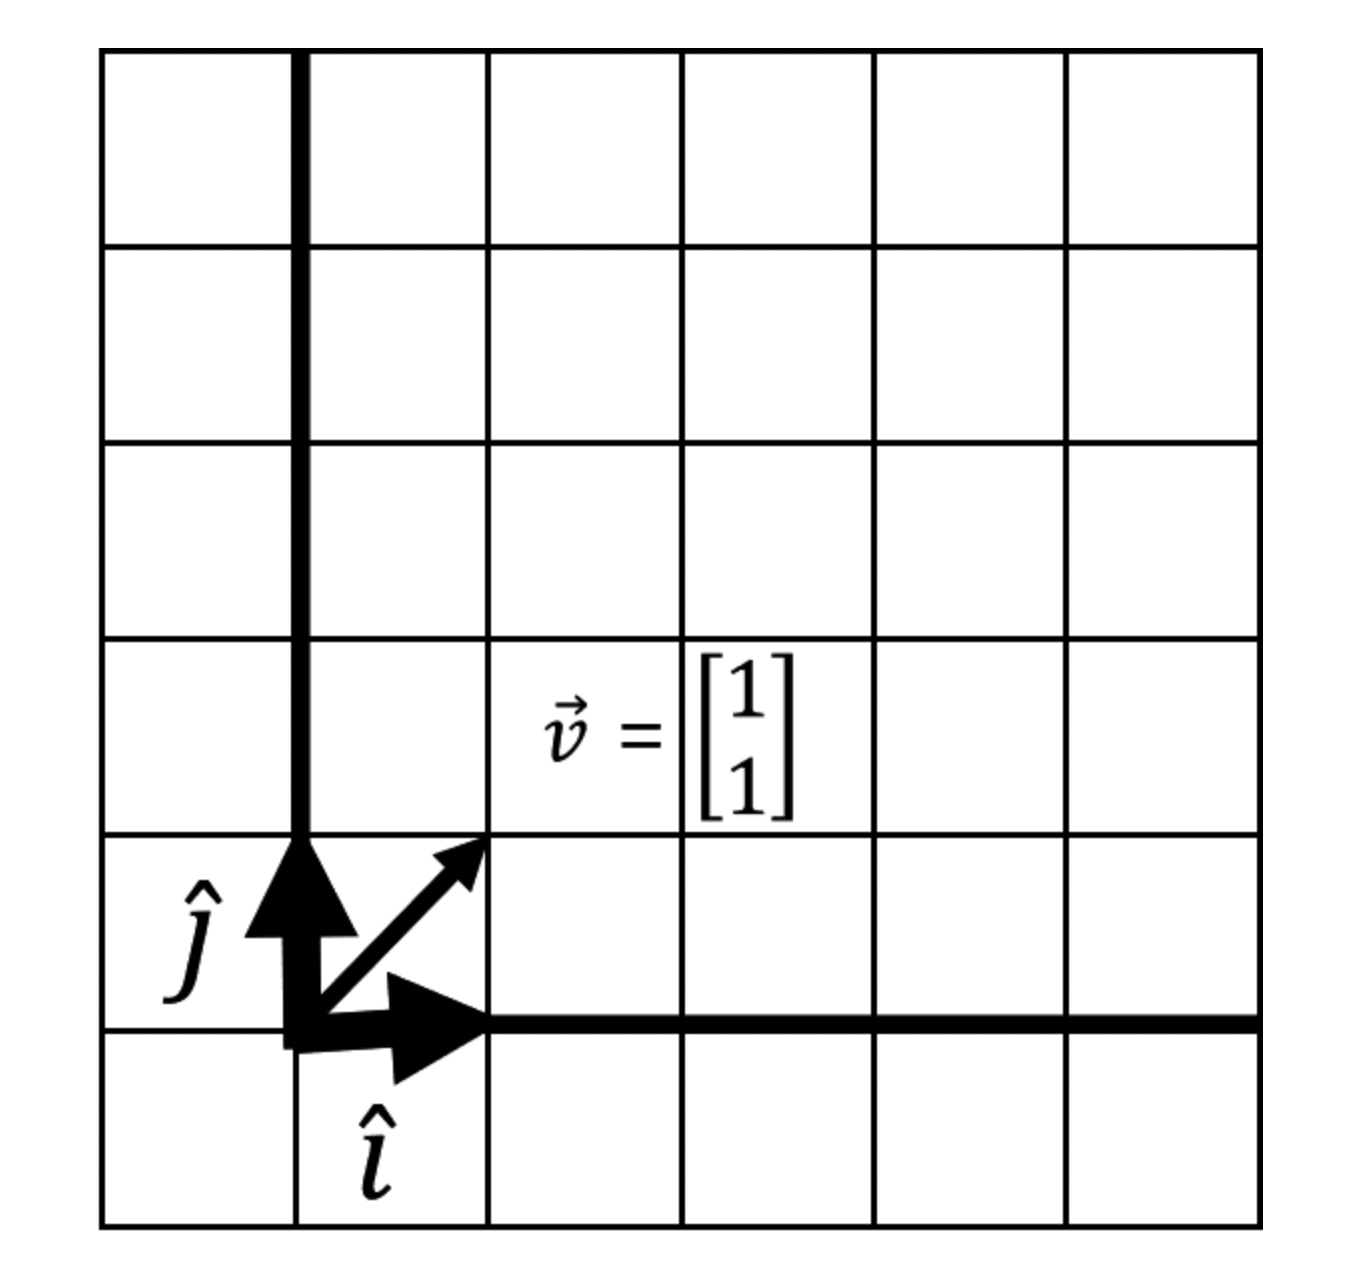 v⃗ = [1
1]
ĵ
î